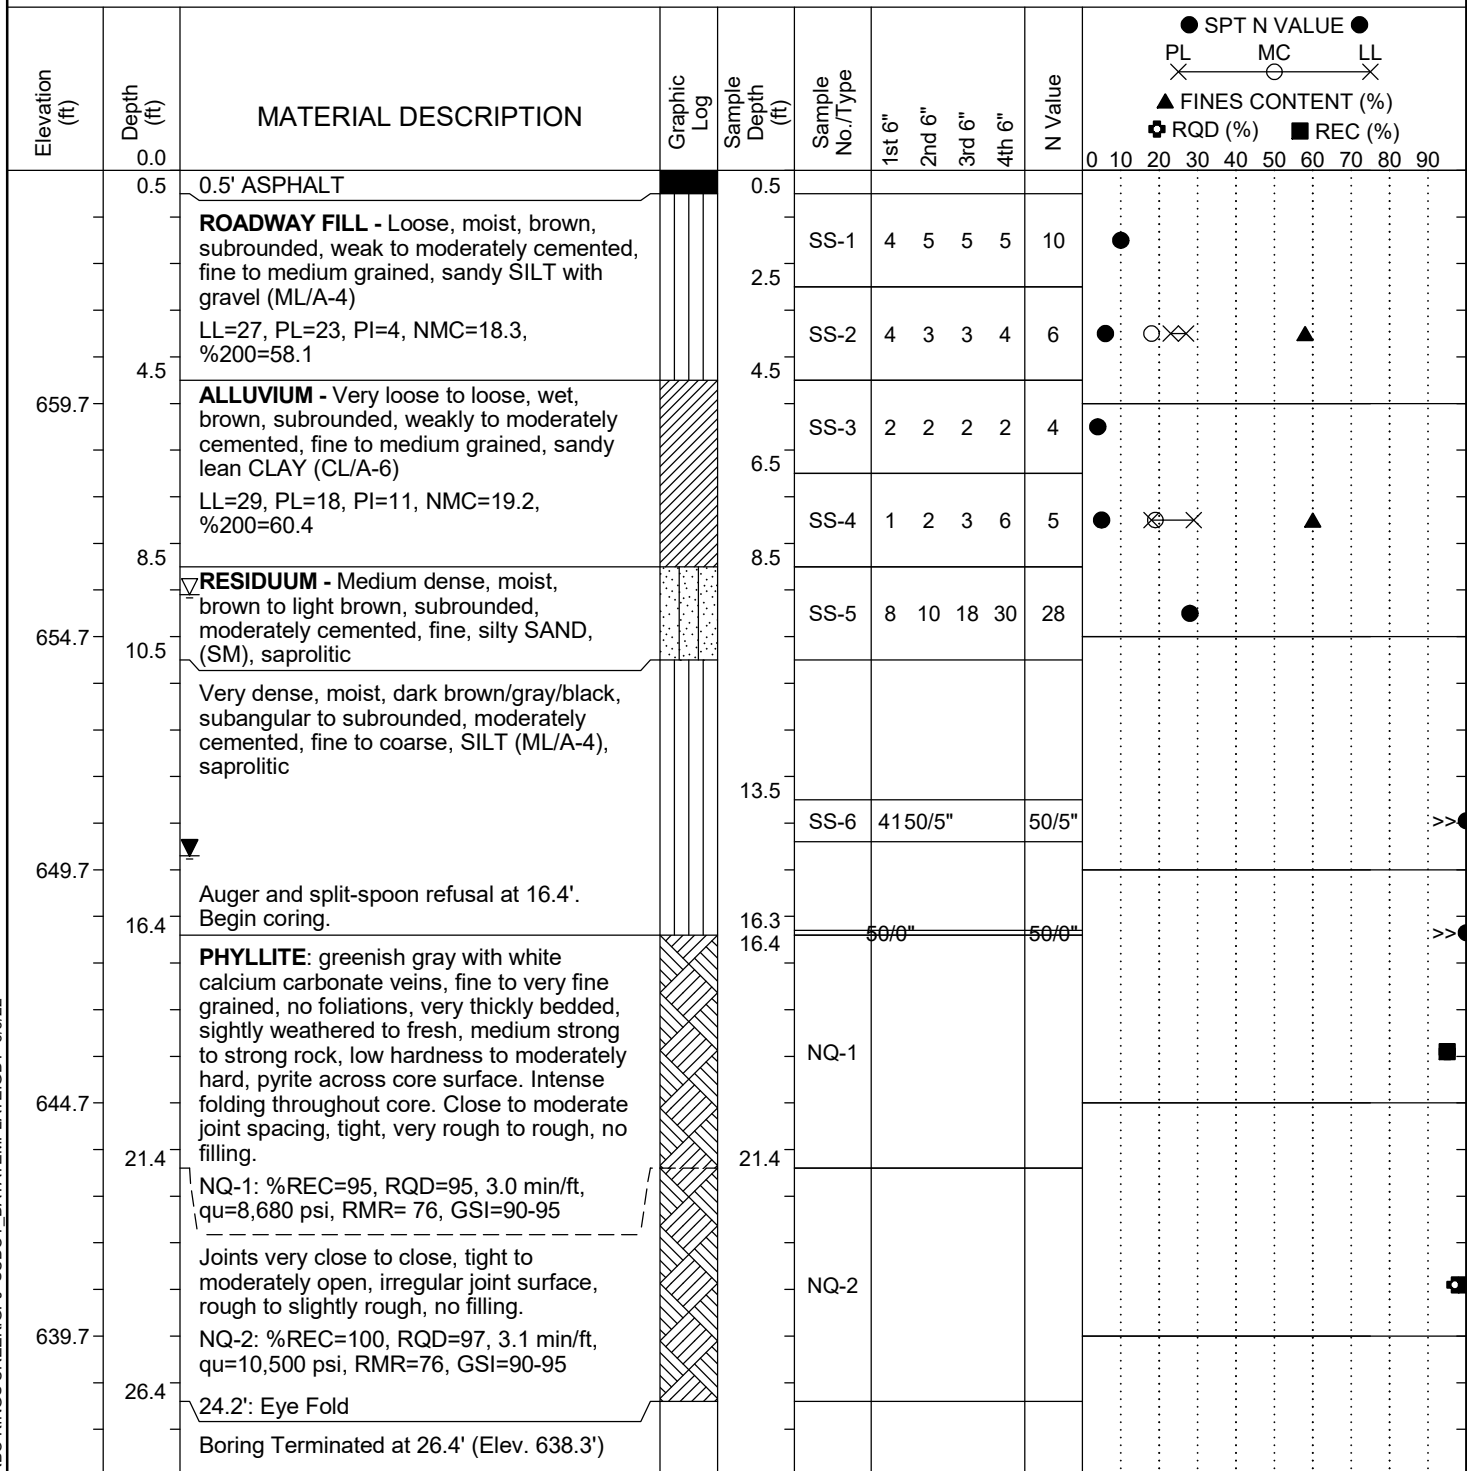 ● SPT N VALUE ●
PL MC LL
▲ FINES CONTENT (%)
RQD (%) ■ REC (%)
0 10 20 30 40 50 60 70 80 90
Elevation (ft)
Depth (ft)
0.0
MATERIAL DESCRIPTION
Graphic Log
Sample Depth (ft)
Sample No./Type
1st 6"
2nd 6"
3rd 6"
4th 6"
N Value
0.5 0.5' ASPHALT 0.5
ROADWAY FILL - Loose, moist, brown,
subrounded, weak to moderately cemented,
fine to medium grained, sandy SILT with
gravel (ML/A-4)
SS-1 4 5 5 5 10
2.5
LL=27, PL=23, PI=4, NMC=18.3,
%200=58.1
SS-2 4 3 3 4 6
4.5 4.5
659.7
ALLUVIUM - Very loose to loose, wet,
brown, subrounded, weakly to moderately
cemented, fine to medium grained, sandy
lean CLAY (CL/A-6)
SS-3 2 2 2 2 4
6.5
LL=29, PL=18, PI=11, NMC=19.2,
%200=60.4
SS-4 1 2 3 6 5
8.5 8.5
RESIDUUM - Medium dense, moist,
brown to light brown, subrounded,
moderately cemented, fine, silty SAND,
(SM), saprolitic
SS-5 8 10 18 30 28
654.7
10.5
Very dense, moist, dark brown/gray/black,
subangular to subrounded, moderately
cemented, fine to coarse, SILT (ML/A-4),
saprolitic
13.5
SS-6 41 50/5" 50/5" >>
649.7
Auger and split-spoon refusal at 16.4'.
Begin coring.
16.4 16.3
50/0" 50/0" >>
16.4
PHYLLITE: greenish gray with white
calcium carbonate veins, fine to very fine
grained, no foliations, very thickly bedded,
sightly weathered to fresh, medium strong
to strong rock, low hardness to moderately
hard, pyrite across core surface. Intense
folding throughout core. Close to moderate
joint spacing, tight, very rough to rough, no
filling.
NQ-1
644.7
21.4 21.4
NQ-1: %REC=95, RQD=95, 3.0 min/ft,
qu=8,680 psi, RMR= 76, GSI=90-95
Joints very close to close, tight to
moderately open, irregular joint surface,
rough to slightly rough, no filling.
NQ-2
639.7
NQ-2: %REC=100, RQD=97, 3.1 min/ft,
qu=10,500 psi, RMR=76, GSI=90-95
26.4
24.2': Eye Fold
Boring Terminated at 26.4' (Elev. 638.3')